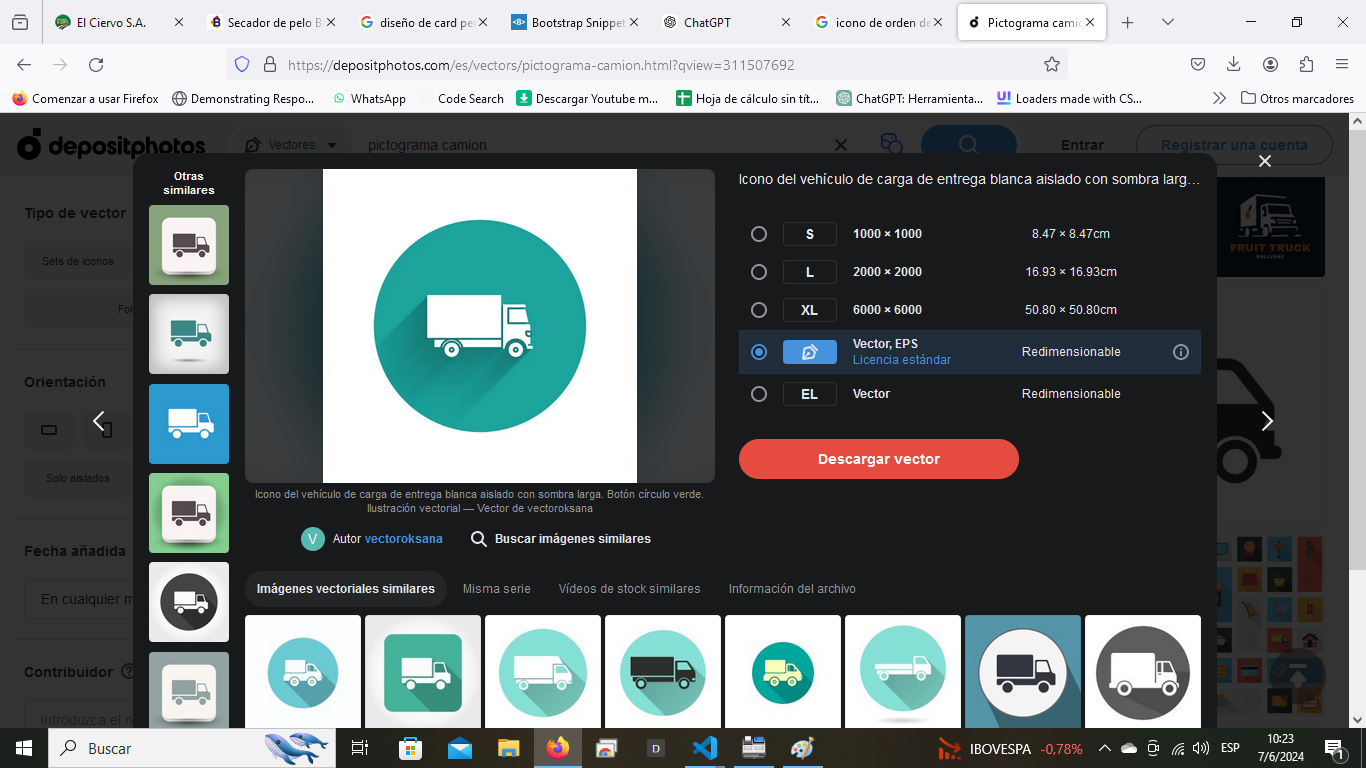 El Ciervo S.A.
Secador de pelo B
diseño de card per
Bootstrap Snippet
ChatGPT
icono de orden de
Pictograma camio
https://depositphotos.com/es/vectors/pictograma-camion.html?qview=311507692
Comenzar a usar Firefox
Demonstrating Respo...
WhatsApp
Code Search
Descargar Youtube m...
Hoja de cálculo sin tít...
ChatGPT: Herramienta...
Loaders made with CS...
Otros marcadores
depositphotos
Vectores
pictograma camion
Entrar
Registrar una cuenta
Tipo de vector
Sets de iconos
Fol
Orientación
Solo aislados
Fecha añadida
En cualquier m
Contribuidor
Introduzca el n
Otras
similares
Icono del vehículo de carga de entrega blanca aislado con sombra larga. Botón círculo verde.
Ilustración vectorial — Vector de vectoroksana
V
Autor vectoroksana
Buscar imágenes similares
Icono del vehículo de carga de entrega blanca aislado con sombra larg...
S 1000 × 1000 8.47 × 8.47cm
L 2000 × 2000 16.93 × 16.93cm
XL 6000 × 6000 50.80 × 50.80cm
Vector, EPS
Licencia estándar
Redimensionable
EL Vector Redimensionable
Descargar vector
Imágenes vectoriales similares
Misma serie
Vídeos de stock similares
Información del archivo
FRUIT TRUCK
DELIVERY
Buscar
D
IBOVESPA -0,78%
ESP
10:23
7/6/2024
1